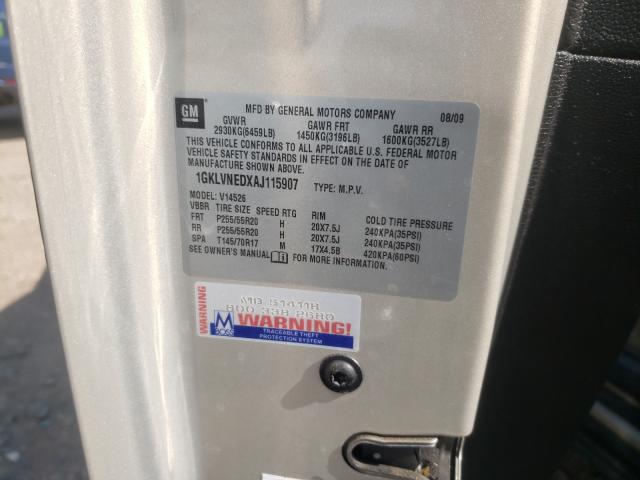 GM
MFD BY GENERAL MOTORS COMPANY 08/09
GVWR GAWR FRT GAWR RR
2930KG(6459LB) 1450KG(3196LB) 1600KG(3527LB)
THIS VEHICLE CONFORMS TO ALL APPLICABLE U.S. FEDERAL MOTOR
VEHICLE SAFETY STANDARDS IN EFFECT ON THE DATE OF
MANUFACTURE SHOWN ABOVE.
1GKLVNEDXAJ115907 TYPE: M.P.V.
MODEL: V14526
VBBR TIRE SIZE SPEED RTG RIM COLD TIRE PRESSURE
FRT P255/55R20 H 20X7.5J 240KPA(35PSI)
RR P255/55R20 H 20X7.5J 240KPA(35PSI)
SPA T145/70R17 M 17X4.5B 420KPA(60PSI)
SEE OWNER'S MANUAL FOR MORE INFORMATION.
800 338 2680
M WARNING!
TRACEABLE THEFT
PROTECTION SYSTEM